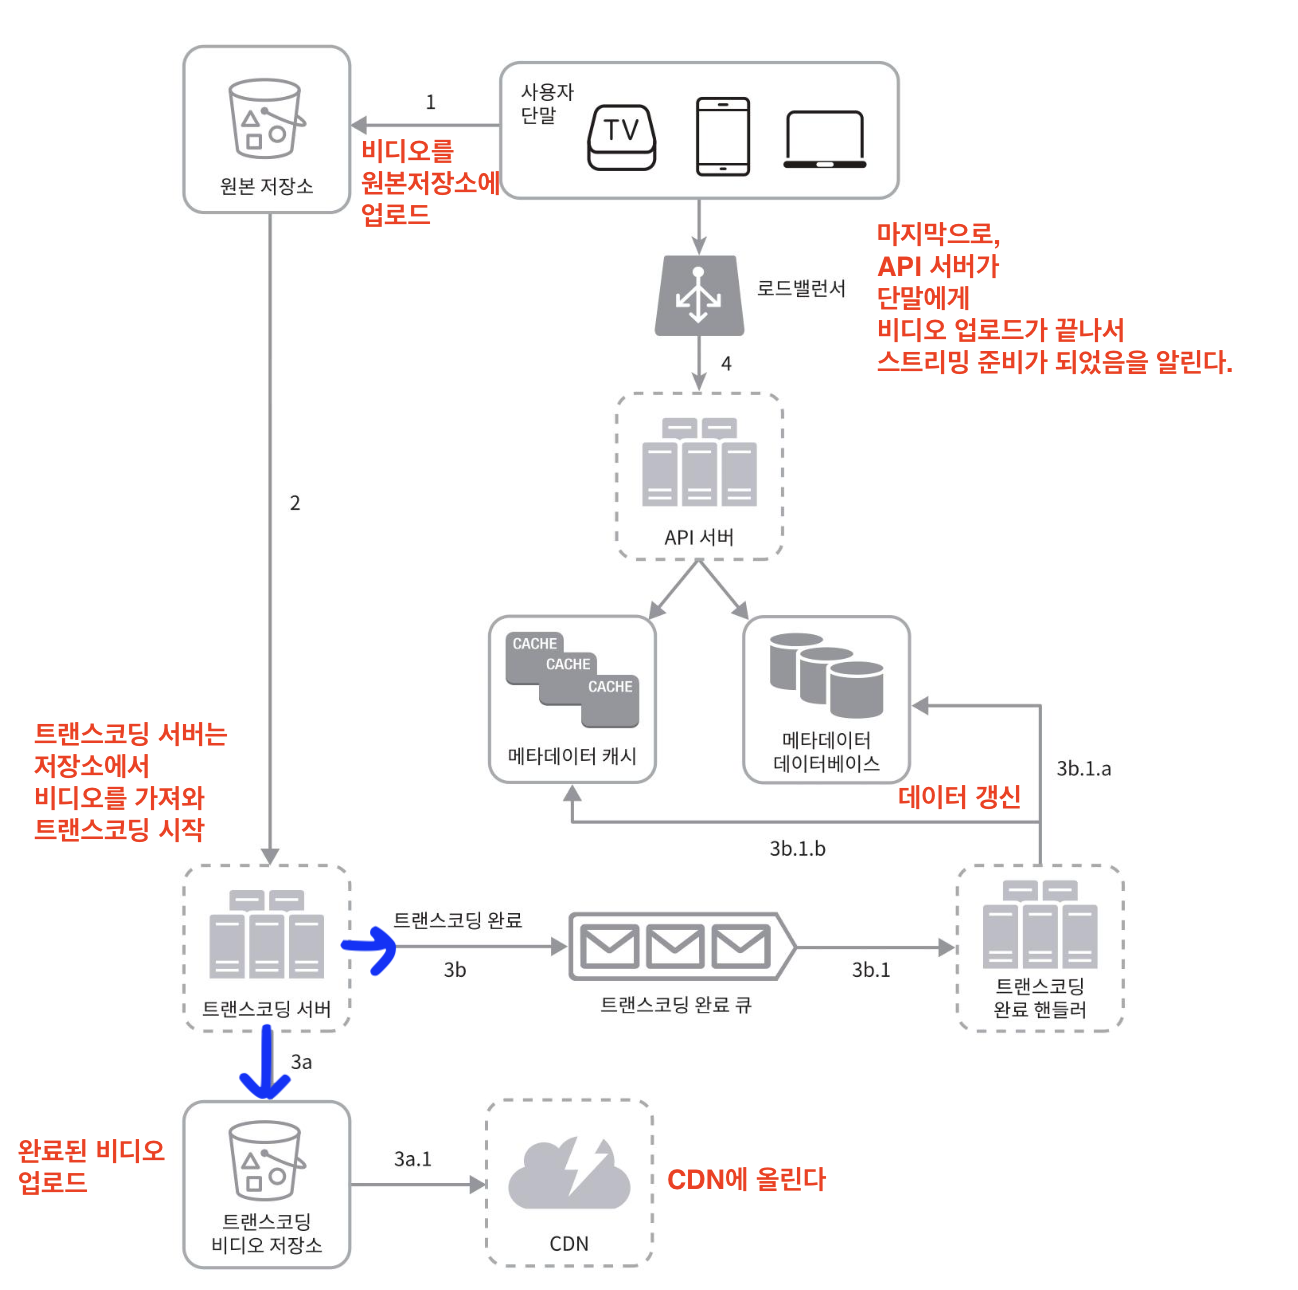 사용자
단말
TV
1
비디오를
원본저장소에
업로드
원본 저장소
마지막으로,
API 서버가
단말에게
비디오 업로드가 끝나서
스트리밍 준비가 되었음을 알린다.
로드밸런서
4
2
API 서버
CACHE
CACHE
CACHE
메타데이터 캐시
메타데이터
데이터베이스
트랜스코딩 서버는
저장소에서
비디오를 가져와
트랜스코딩 시작
데이터 갱신
3b.1.a
3b.1.b
트랜스코딩 서버
트랜스코딩 완료
3b
트랜스코딩 완료 큐
3b.1
트랜스코딩
완료 핸들러
3a
완료된 비디오
업로드
트랜스코딩
비디오 저장소
3a.1
CDN
CDN에 올린다